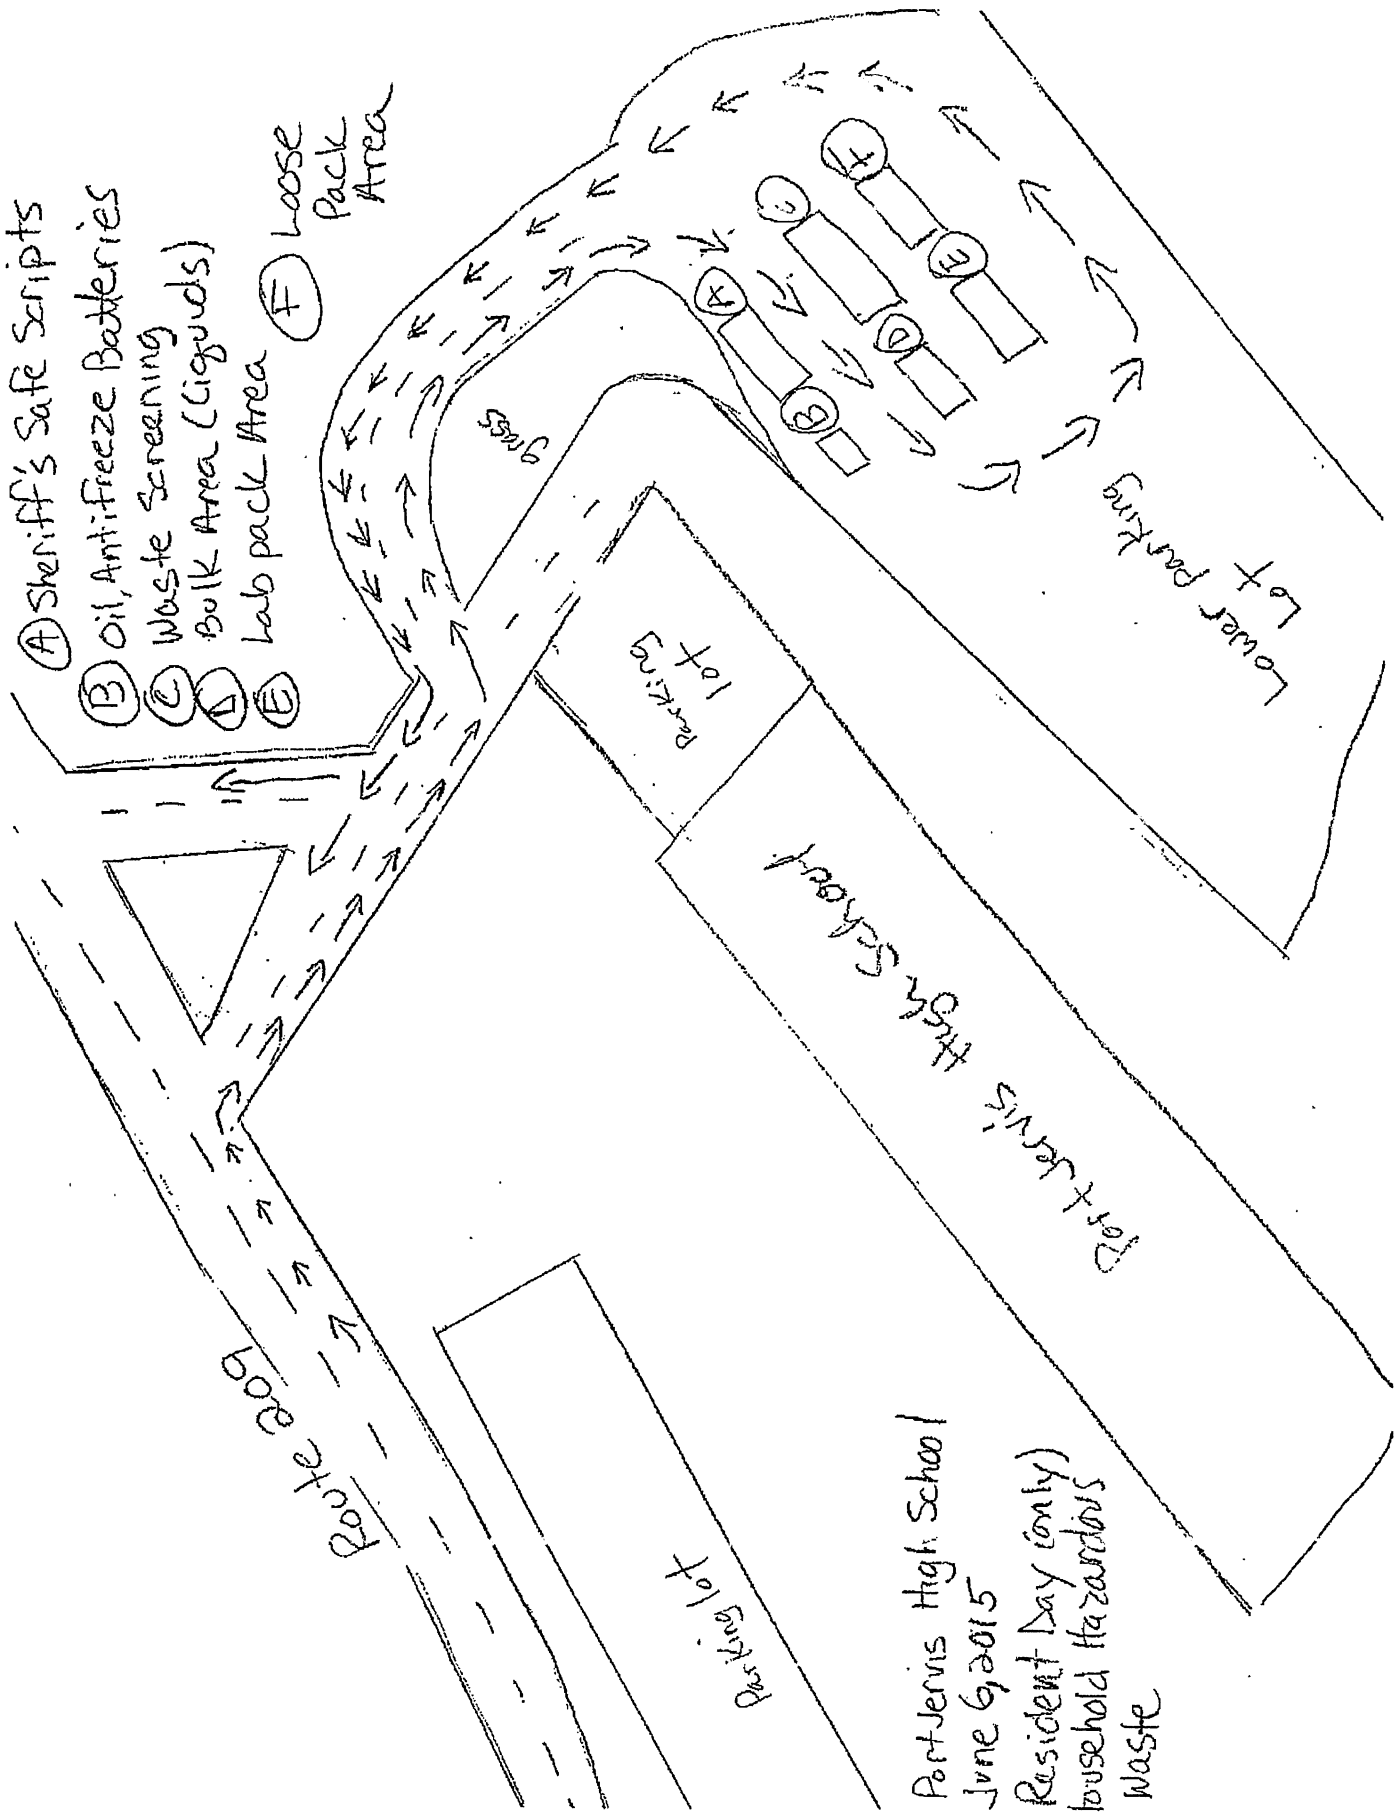 Ⓐ Sheriff's Safe Scripts
Ⓑ Oil, Antifreeze Batteries
Ⓒ Waste Screening
Ⓓ Bulk Area (Liquids)
Ⓔ Lab pack Area
Ⓕ Loose
Pack
Area
Route 209
grass
Parking
lot
Port Jervis High School
Lower Parking
Lot
Parking lot
A
B
C
D
E
F
Port Jervis High School
June 6, 2015
Resident Day (only)
Household Hazardous
Waste